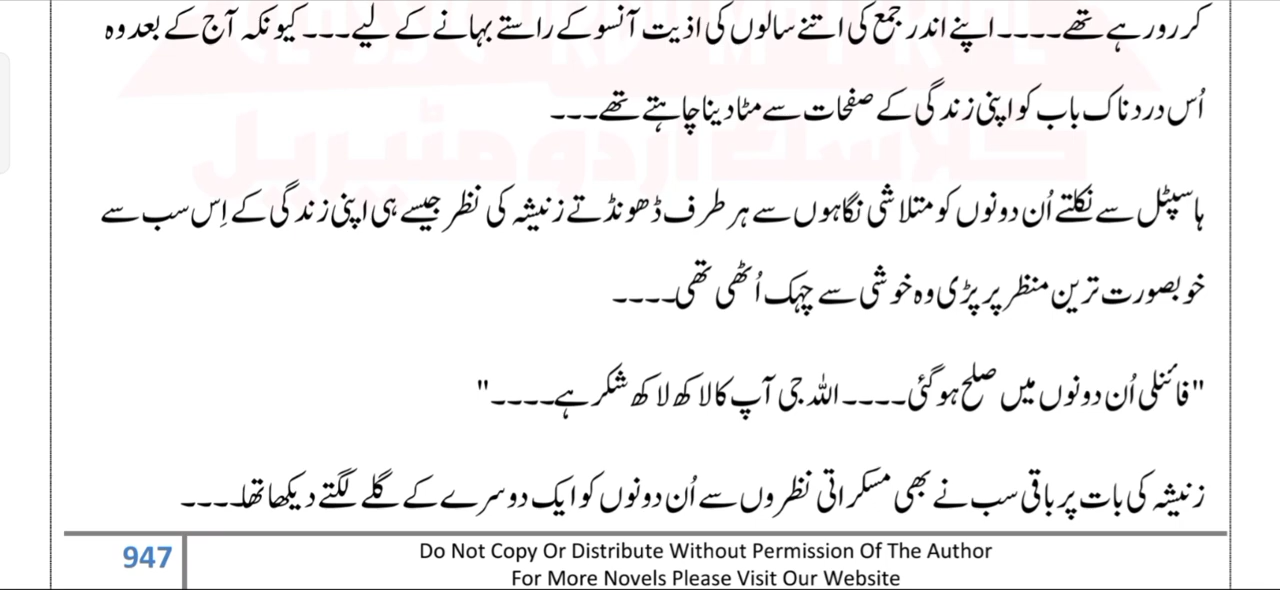 کر رو رہے تھے۔۔۔۔ اپنے اندر جمع کی اتنے سالوں کی اذیت آنسو کے راستے بہانے کے لیے۔۔۔ کیونکہ آج کے بعد وہ
اُس دردناک باب کو اپنی زندگی کے صفحات سے مٹا دینا چاہتے تھے۔۔۔
ہاسپٹل سے نکلتے اُن دونوں کو متلاشی نگاہوں سے ہر طرف ڈھونڈتے زنیشہ کی نظر جیسے ہی اپنی زندگی کے اِس سب سے
خوبصورت ترین منظر پر پڑی وہ خوشی سے چہک اُٹھی تھی۔۔۔۔
"فائنلی اُن دونوں میں صلح ہو گئی۔۔۔۔ اللہ جی آپ کا لاکھ لاکھ شکر ہے۔۔۔۔"
زنیشہ کی بات پر باقی سب نے بھی مسکراتی نظروں سے اُن دونوں کو ایک دوسرے کے گلے لگتے دیکھا تھا۔۔۔۔
947
Do Not Copy Or Distribute Without Permission Of The Author
For More Novels Please Visit Our Website
کلاسک اردو مٹیریل